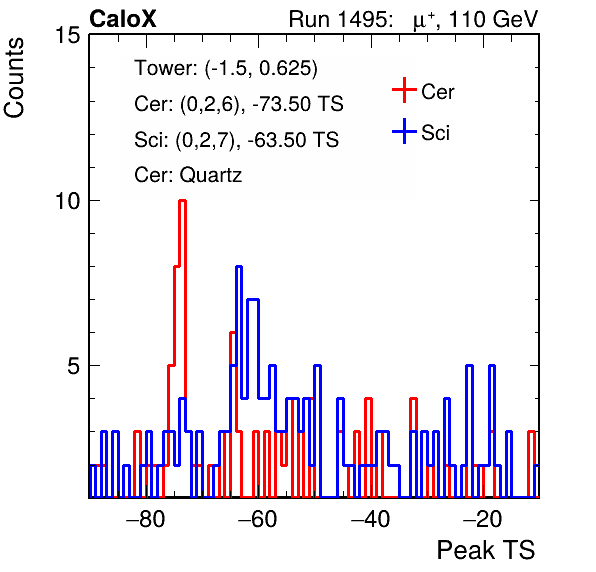 CaloX Run 1495: μ⁺, 110 GeV
Counts
15
10
5
Tower: (-1.5, 0.625)
Cer: (0,2,6), -73.50 TS
Sci: (0,2,7), -63.50 TS
Cer: Quartz
Cer
Sci
−80 −60 −40 −20
Peak TS